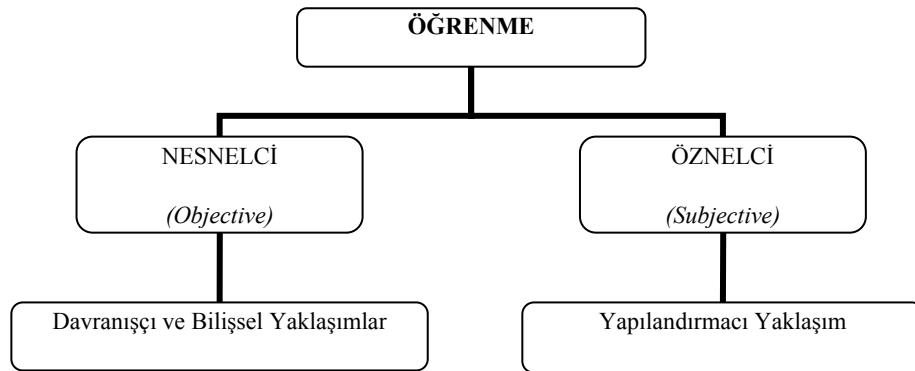 ÖĞRENME
NESNELCİ
(Objective)
ÖZNELCİ
(Subjective)
Davranışçı ve Bilişsel Yaklaşımlar
Yapılandırmacı Yaklaşım